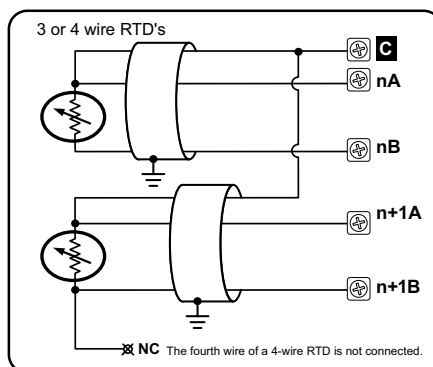 3 or 4 wire RTD's
C
nA
nB
n+1A
n+1B
NC The fourth wire of a 4-wire RTD is not connected.